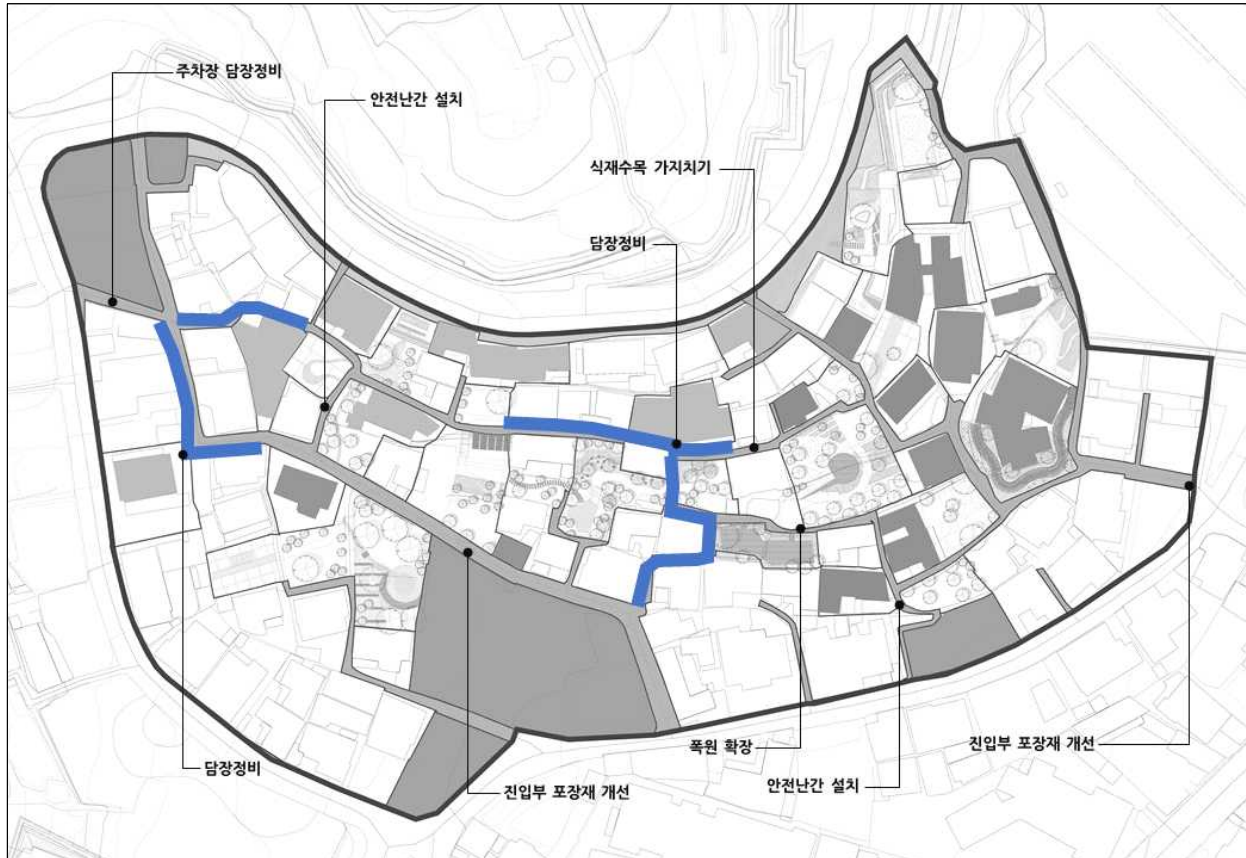 주차장 담장정비
안전난간 설치
식재수목 가지치기
담장정비
담장정비
진입부 포장재 개선
폭원 확장
안전난간 설치
진입부 포장재 개선